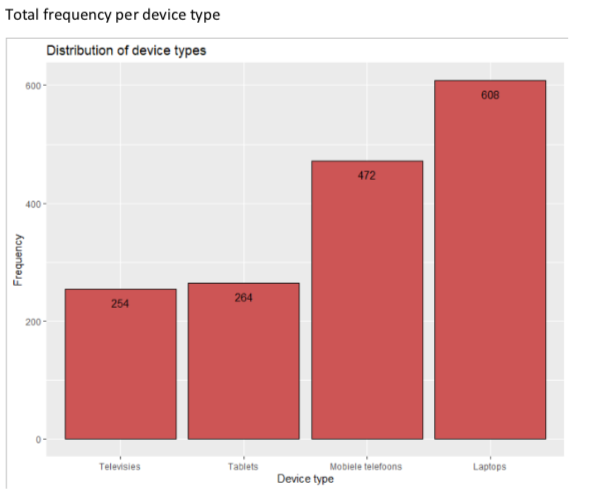 Total frequency per device type
Distribution of device types
600
608
472
400
Frequency
264
254
200
0
Televisies Tablets Mobiele telefoons Laptops
Device type